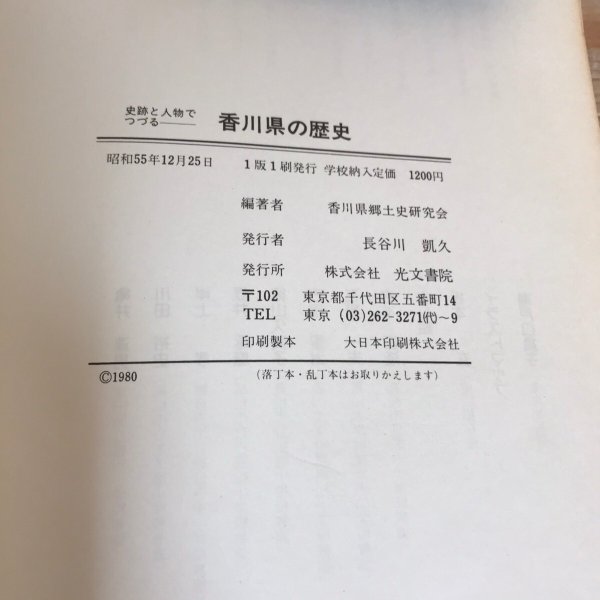 史跡と人物で
つづる―― 香川県の歴史
昭和55年12月25日 1版1刷発行 学校納入定価 1200円
編著者 香川県郷土史研究会
発行者 長谷川 凱久
発行所 株式会社 光文書院
〒102 東京都千代田区五番町14
TEL 東京 (03)262-3271(代)~9
印刷製本 大日本印刷株式会社
©1980 (落丁本・乱丁本はお取りかえします)